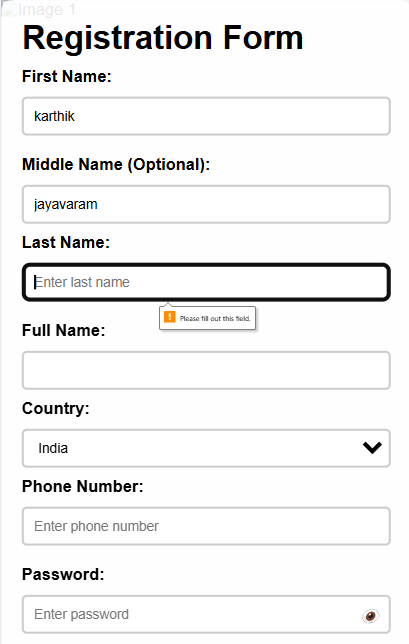 Image 1
Registration Form
First Name:
karthik
Middle Name (Optional):
jayavaram
Last Name:
Enter last name
Please fill out this field.
Full Name:
Country:
India
Phone Number:
Enter phone number
Password:
Enter password